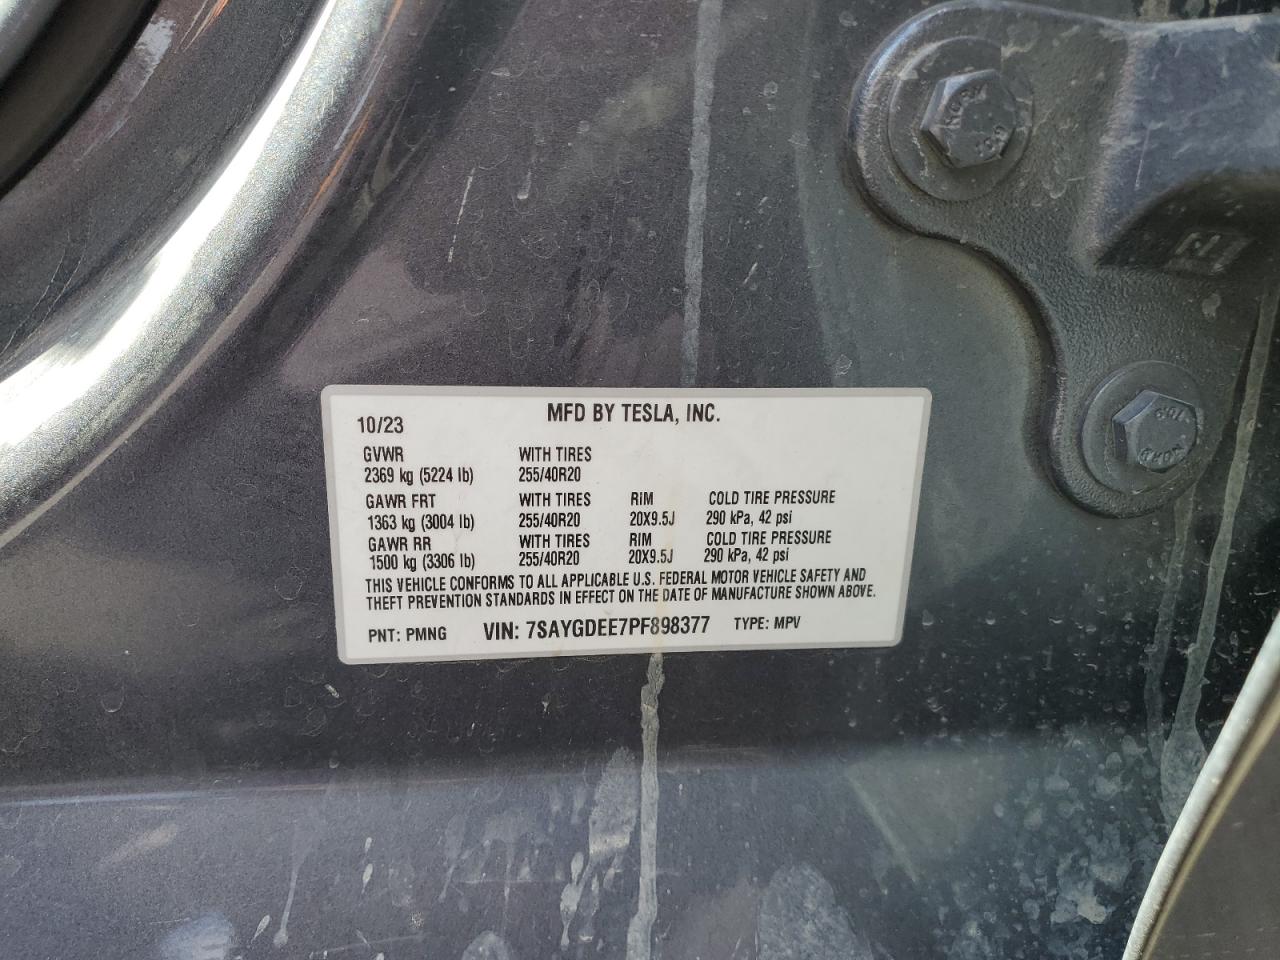 MFD BY TESLA, INC.
10/23
GVWR WITH TIRES
2369 kg (5224 lb) 255/40R20
GAWR FRT WITH TIRES RIM COLD TIRE PRESSURE
1363 kg (3004 lb) 255/40R20 20X9.5J 290 kPa, 42 psi
GAWR RR WITH TIRES RIM COLD TIRE PRESSURE
1500 kg (3306 lb) 255/40R20 20X9.5J 290 kPa, 42 psi
THIS VEHICLE CONFORMS TO ALL APPLICABLE U.S. FEDERAL MOTOR VEHICLE SAFETY AND
THEFT PREVENTION STANDARDS IN EFFECT ON THE DATE OF MANUFACTURE SHOWN ABOVE.
PNT: PMNG VIN: 7SAYGDEE7PF898377 TYPE: MPV